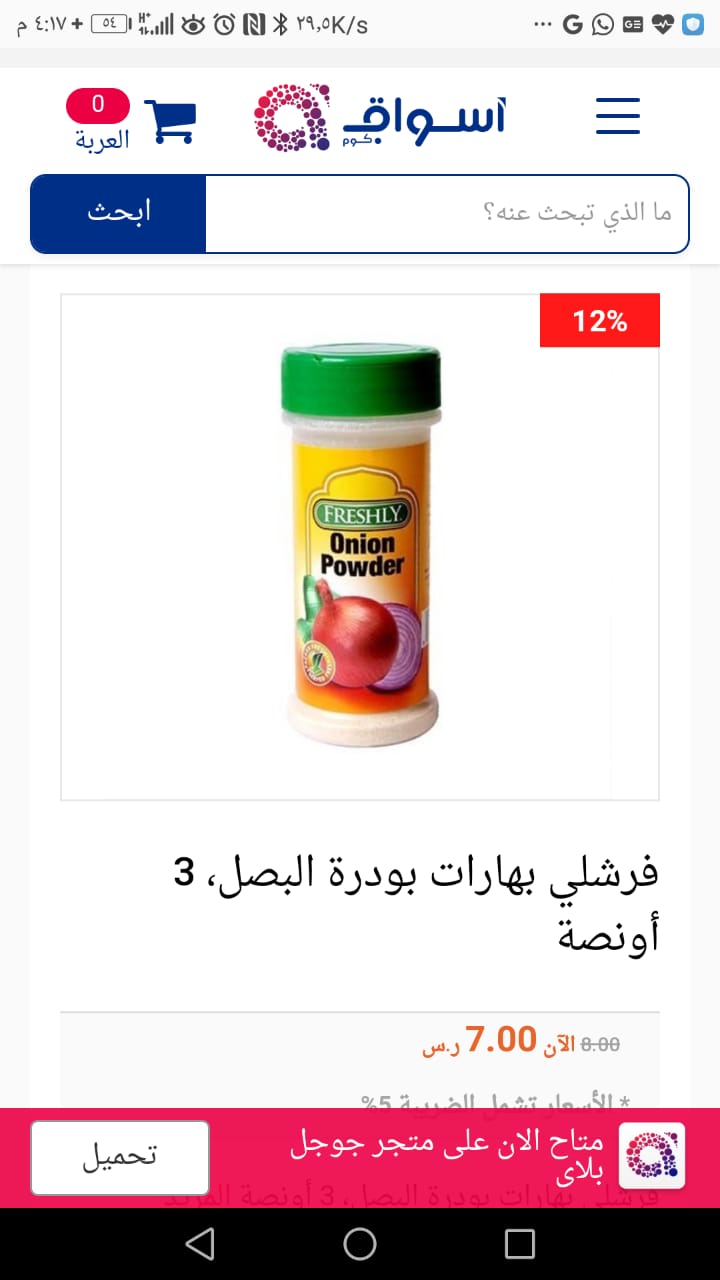 ٢٩,٥K/s ٥٤ + ٤:١٧ م
0
العربة
أسواق
.كوم
ما الذي تبحث عنه؟
ابحث
12%
FRESHLY
Onion
Powder
فرشلي بهارات بودرة البصل، 3
أونصة
8.00 الآن 7.00 ر.س
* الأسعار تشمل الضريبة 5%
متاح الان على متجر جوجل
بلاى
تحميل
فرشلي بهارات بودرة البصل، 3 أونصة المزيد